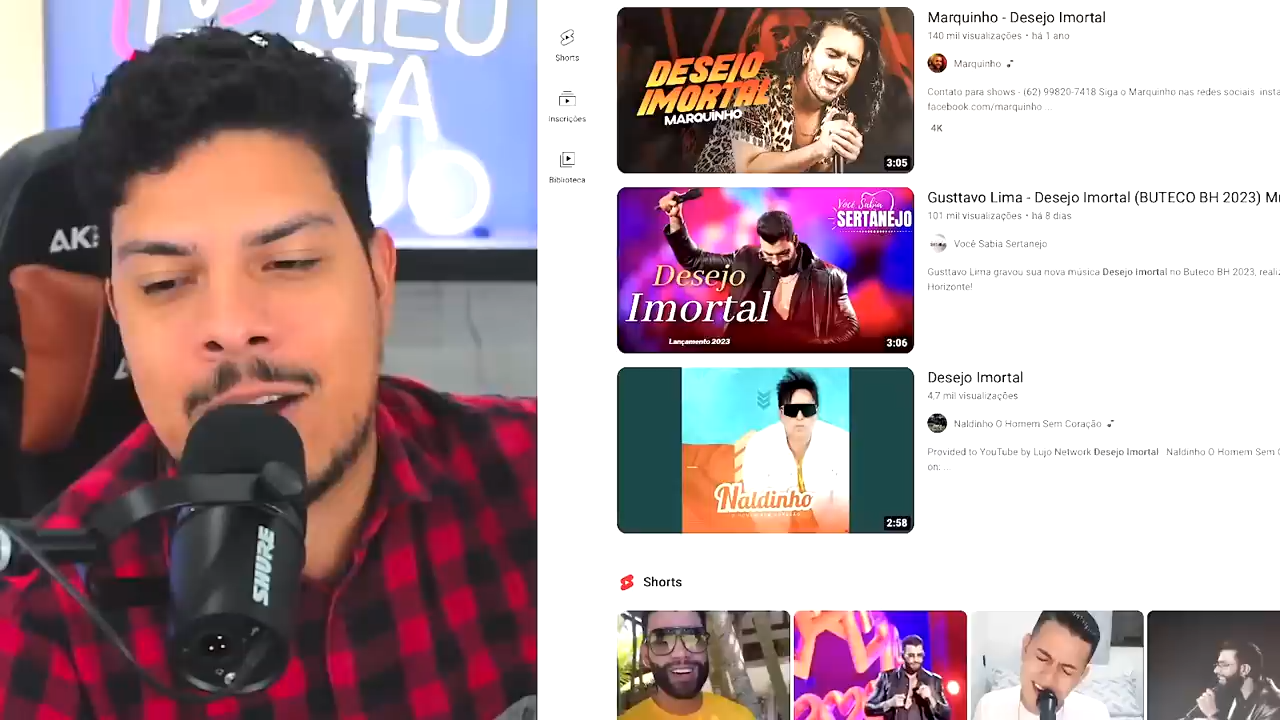 MEU
TA
Shorts
Inscrições
Biblioteca
SHURE
DESEJO
IMORTAL
MARQUINHO
3:05
Marquinho - Desejo Imortal
140 mil visualizações • há 1 ano
Marquinho
Contato para shows - (62) 99820-7418 Siga o Marquinho nas redes sociais
facebook.com/marquinho ...
4K
Você Sabia
SERTANEJO
Desejo
Imortal
Lançamento 2023
3:06
Gusttavo Lima - Desejo Imortal (BUTECO BH 2023)
101 mil visualizações • há 8 dias
Você Sabia Sertanejo
Gusttavo Lima gravou sua nova música Desejo Imortal no Buteco BH 2023,
Horizonte!
Naldinho
2:58
Desejo Imortal
4,7 mil visualizações
Naldinho O Homem Sem Coração
Provided to YouTube by Lujo Network Desejo Imortal Naldinho O Homem Sem
on: ...
Shorts